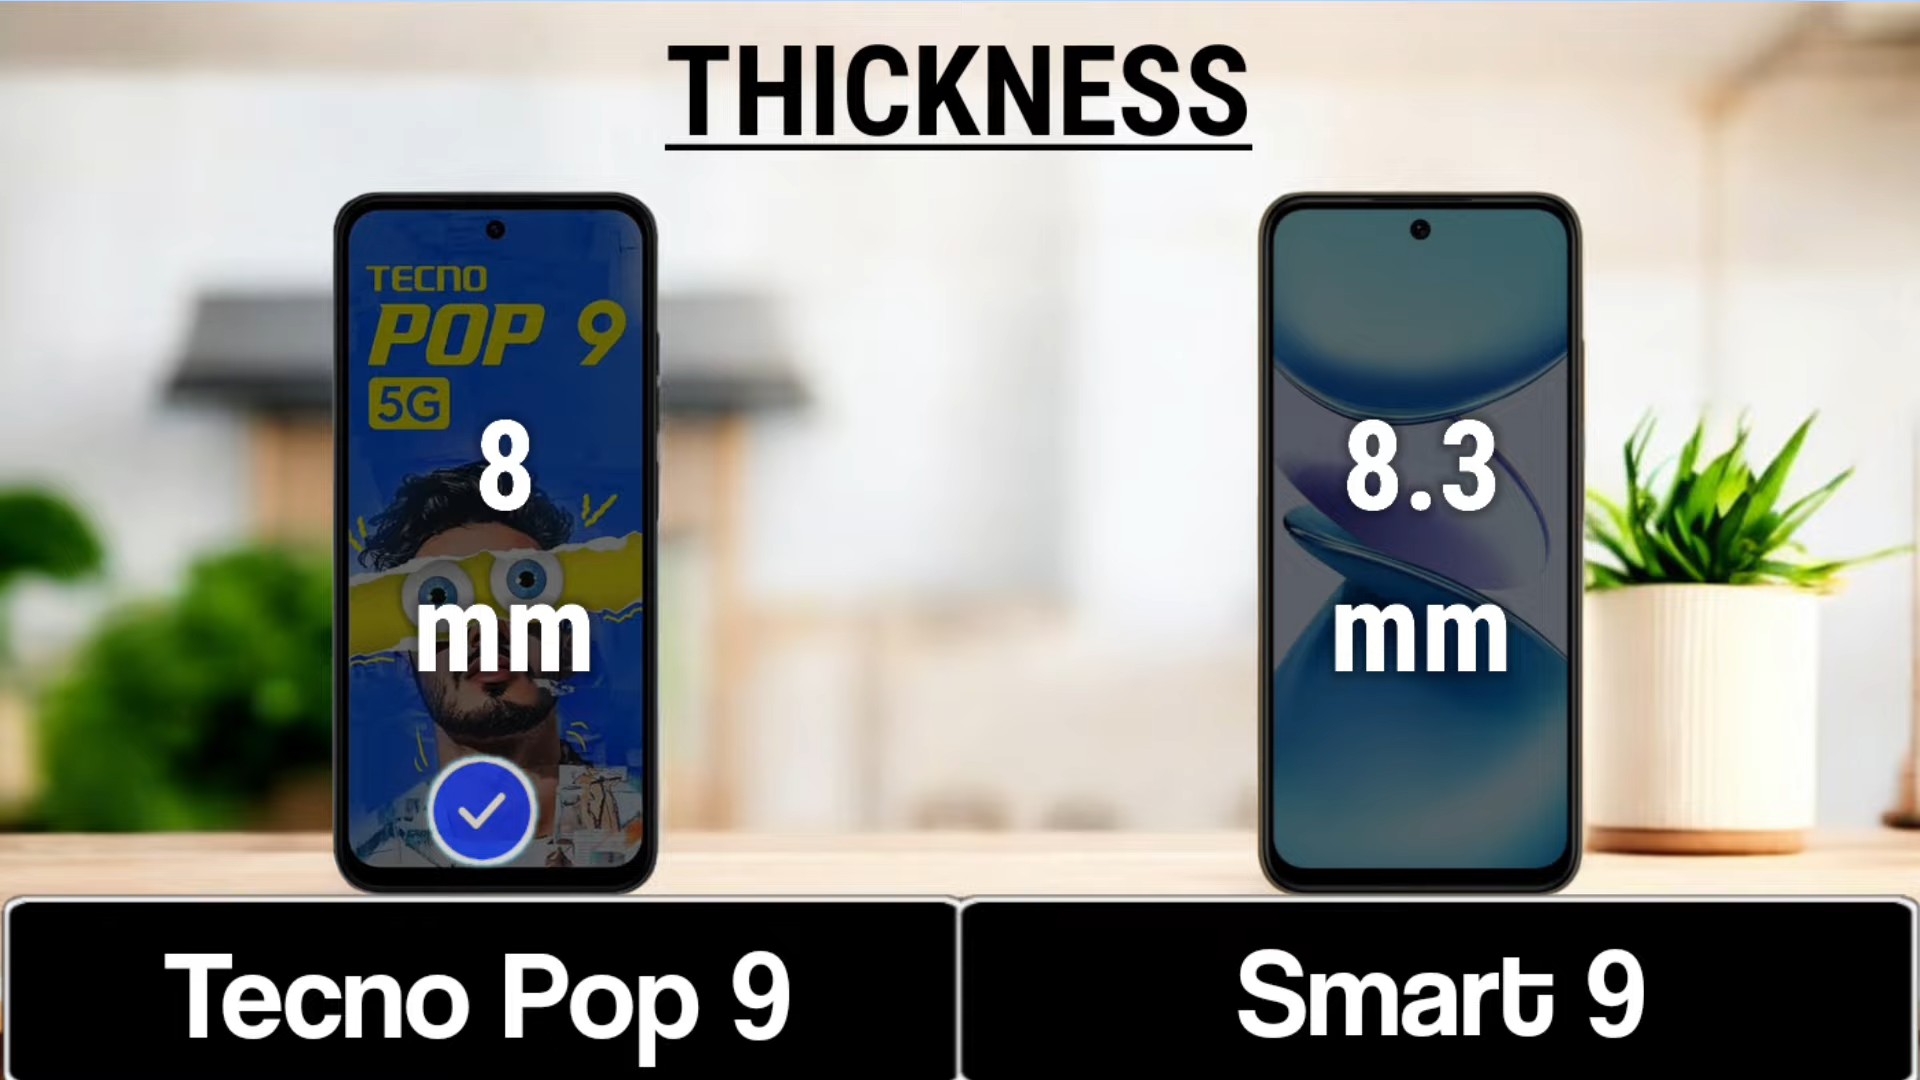 THICKNESS
TECNO
POP 9
5G
8
mm
8.3
mm
Tecno Pop 9
Smart 9